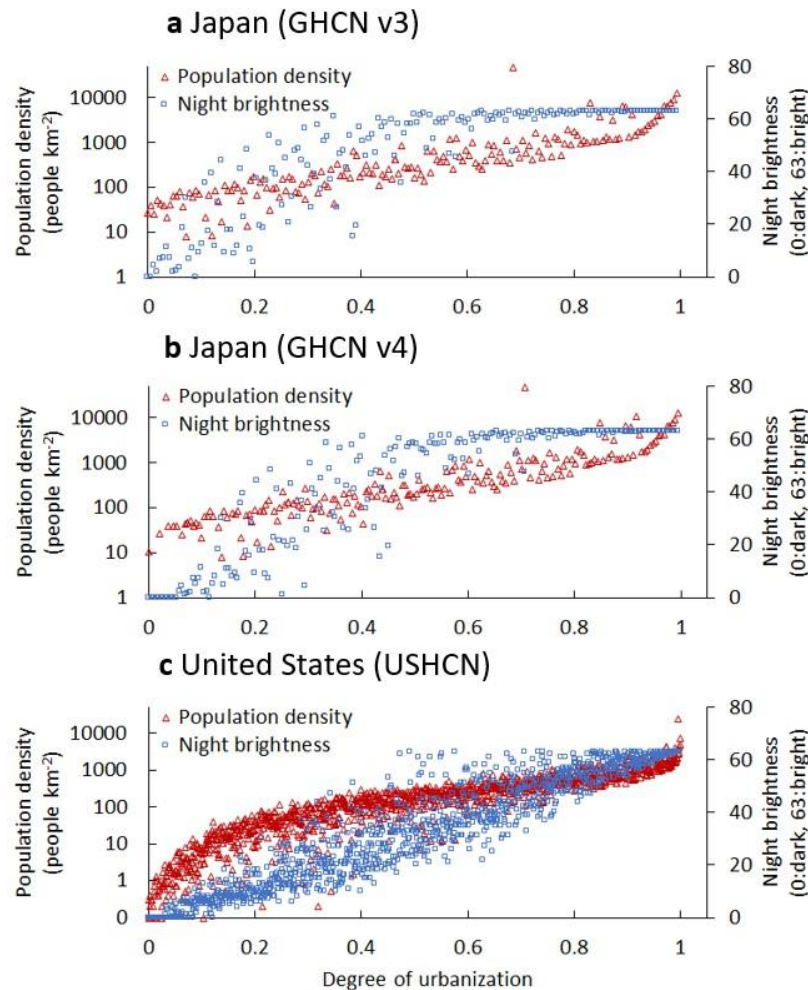 a Japan (GHCN v3)
Population density
Night brightness
Population density
(people km-2)
10000
1000
100
10
1
80
60
40
20
0
Night brightness
(0:dark, 63:bright)
0 0.2 0.4 0.6 0.8 1
b Japan (GHCN v4)
Population density
Night brightness
Population density
(people km-2)
10000
1000
100
10
1
80
60
40
20
0
Night brightness
(0:dark, 63:bright)
0 0.2 0.4 0.6 0.8 1
c United States (USHCN)
Population density
Night brightness
Population density
(people km-2)
10000
1000
100
10
1
0
80
60
40
20
0
Night brightness
(0:dark, 63:bright)
0 0.2 0.4 0.6 0.8 1
Degree of urbanization